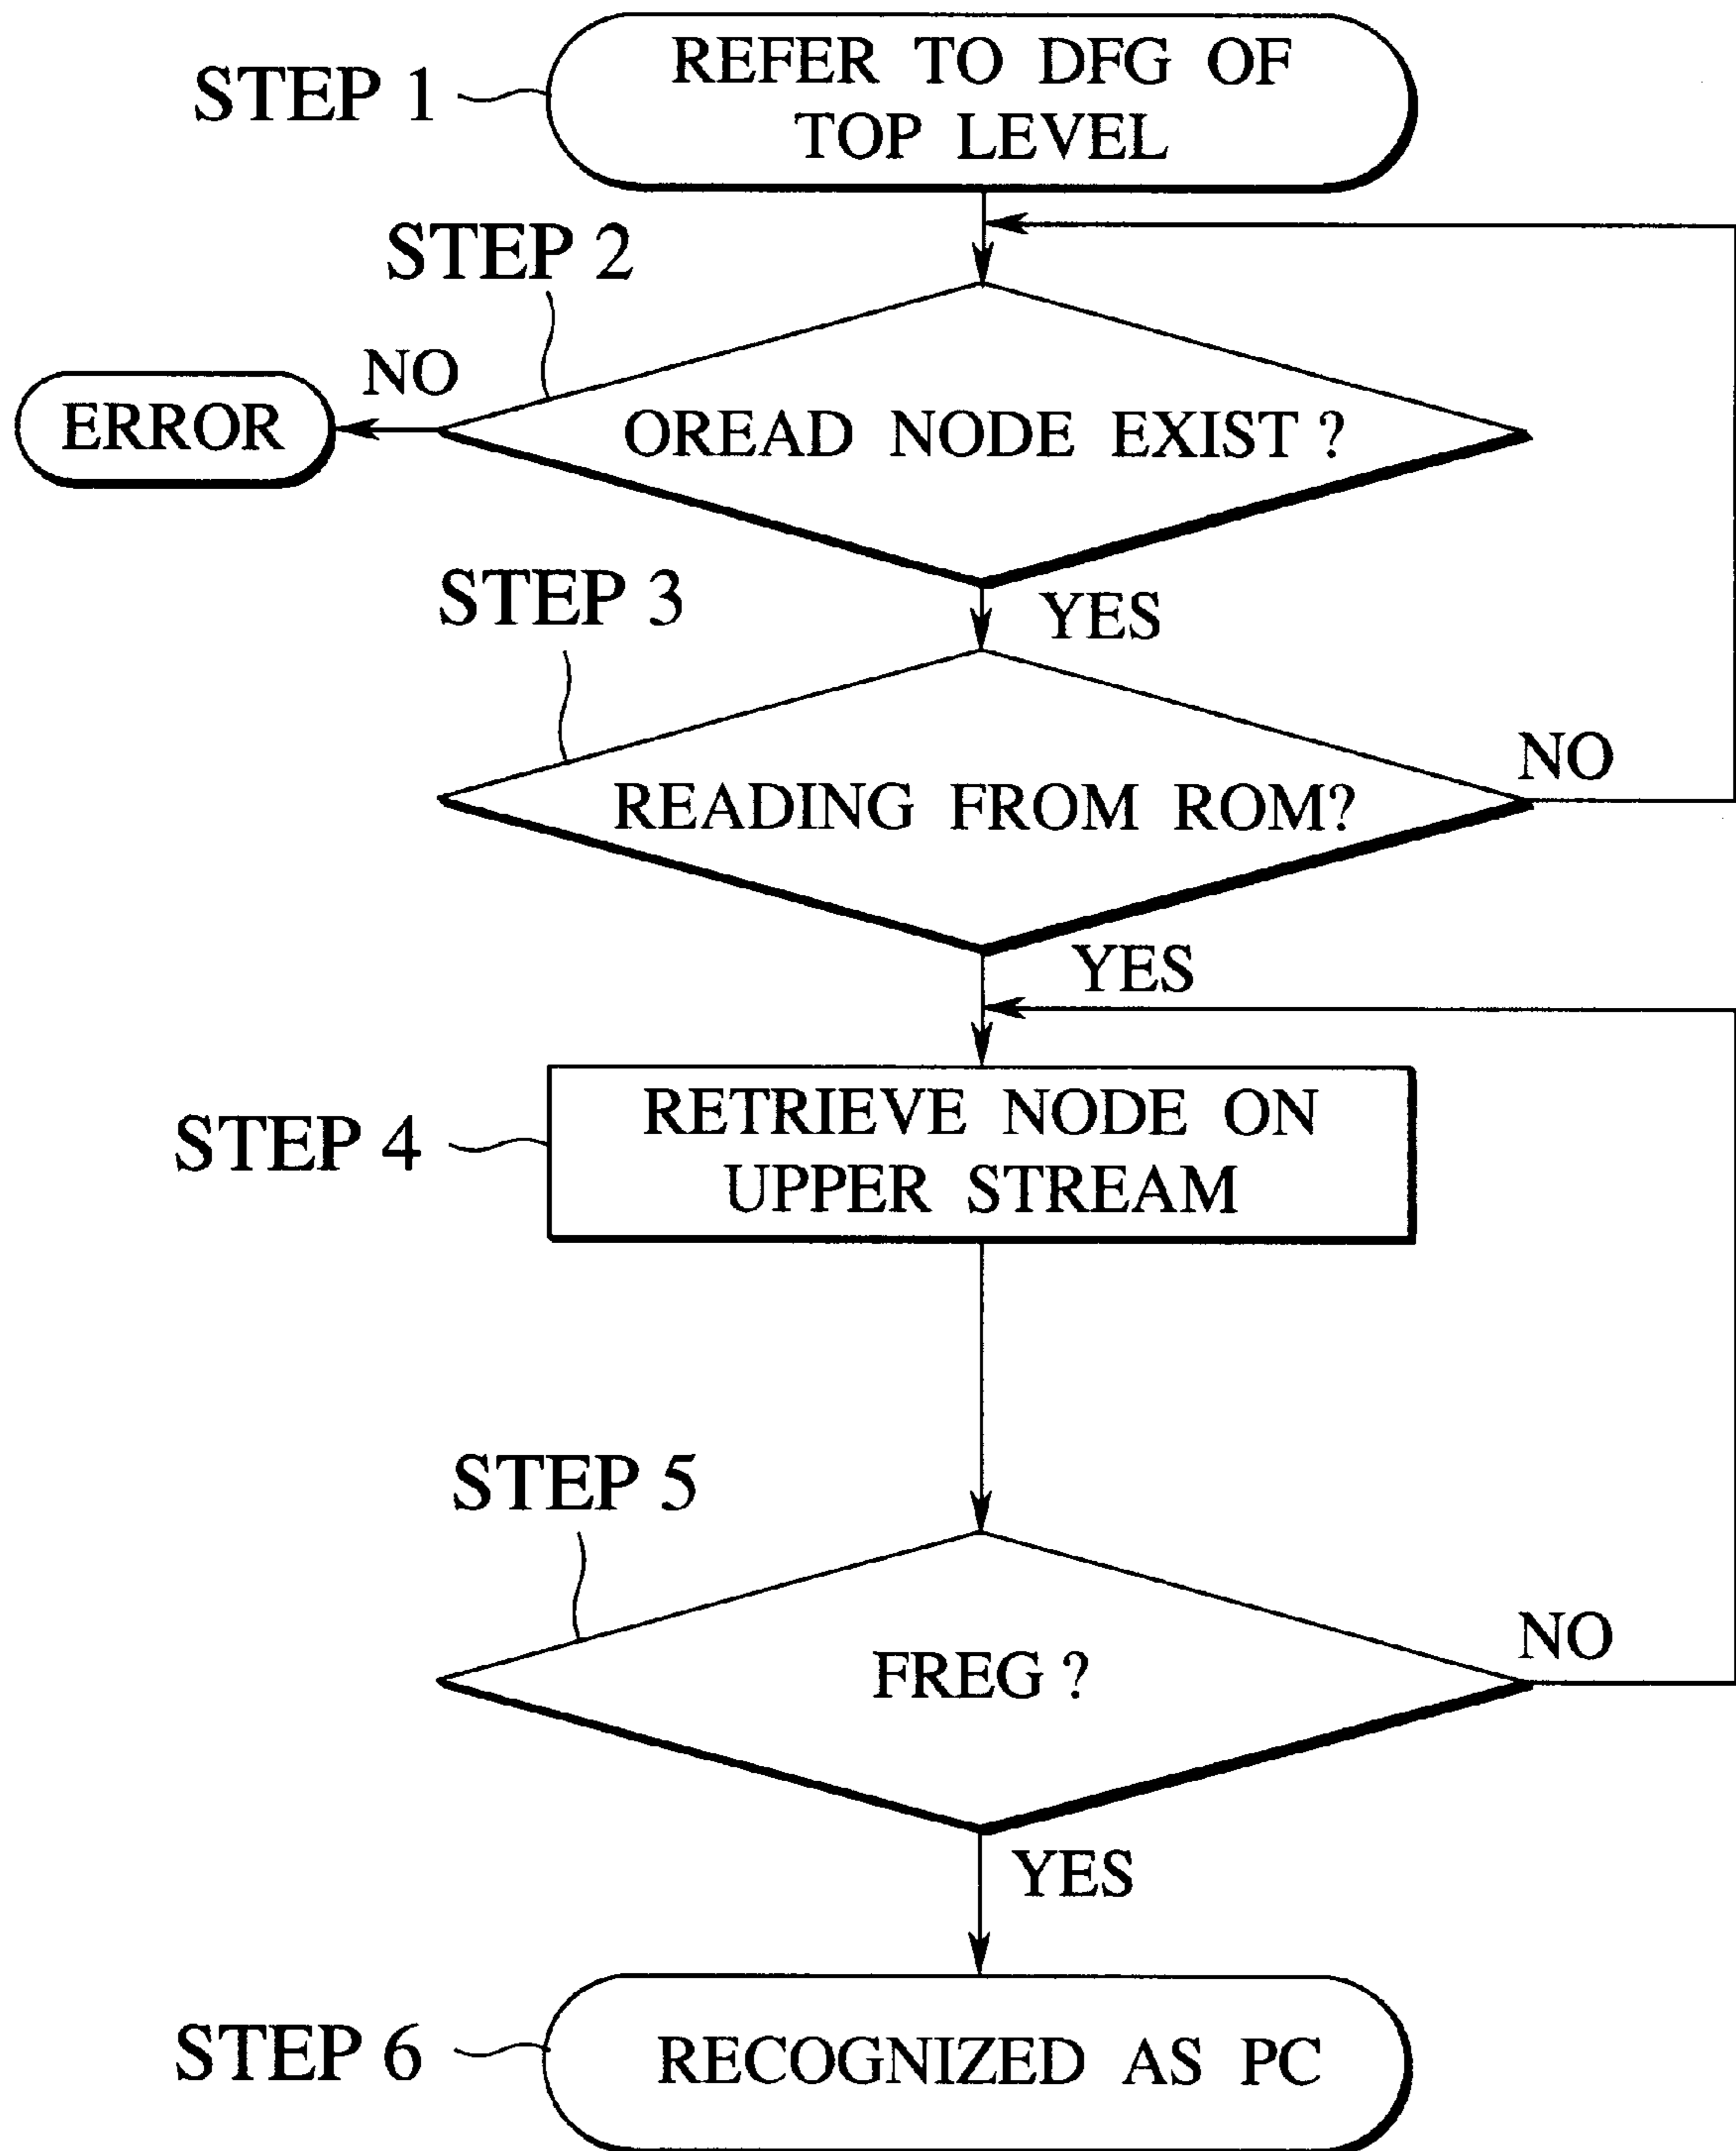 STEP 1
REFER TO DFG OF
TOP LEVEL
STEP 2
NO
ERROR
OREAD NODE EXIST ?
STEP 3
YES
NO
READING FROM ROM?
YES
STEP 4
RETRIEVE NODE ON
UPPER STREAM
STEP 5
NO
FREG ?
YES
STEP 6
RECOGNIZED AS PC